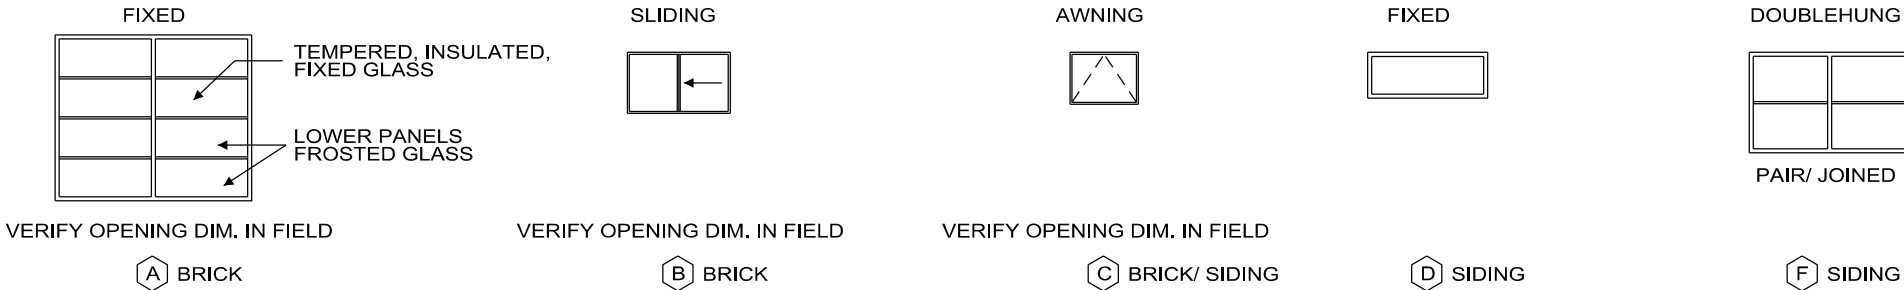 FIXED
TEMPERED, INSULATED,
FIXED GLASS
LOWER PANELS
FROSTED GLASS
VERIFY OPENING DIM. IN FIELD
A BRICK
SLIDING
VERIFY OPENING DIM. IN FIELD
B BRICK
AWNING
VERIFY OPENING DIM. IN FIELD
C BRICK/ SIDING
FIXED
D SIDING
DOUBLEHUNG
PAIR/ JOINED
F SIDING